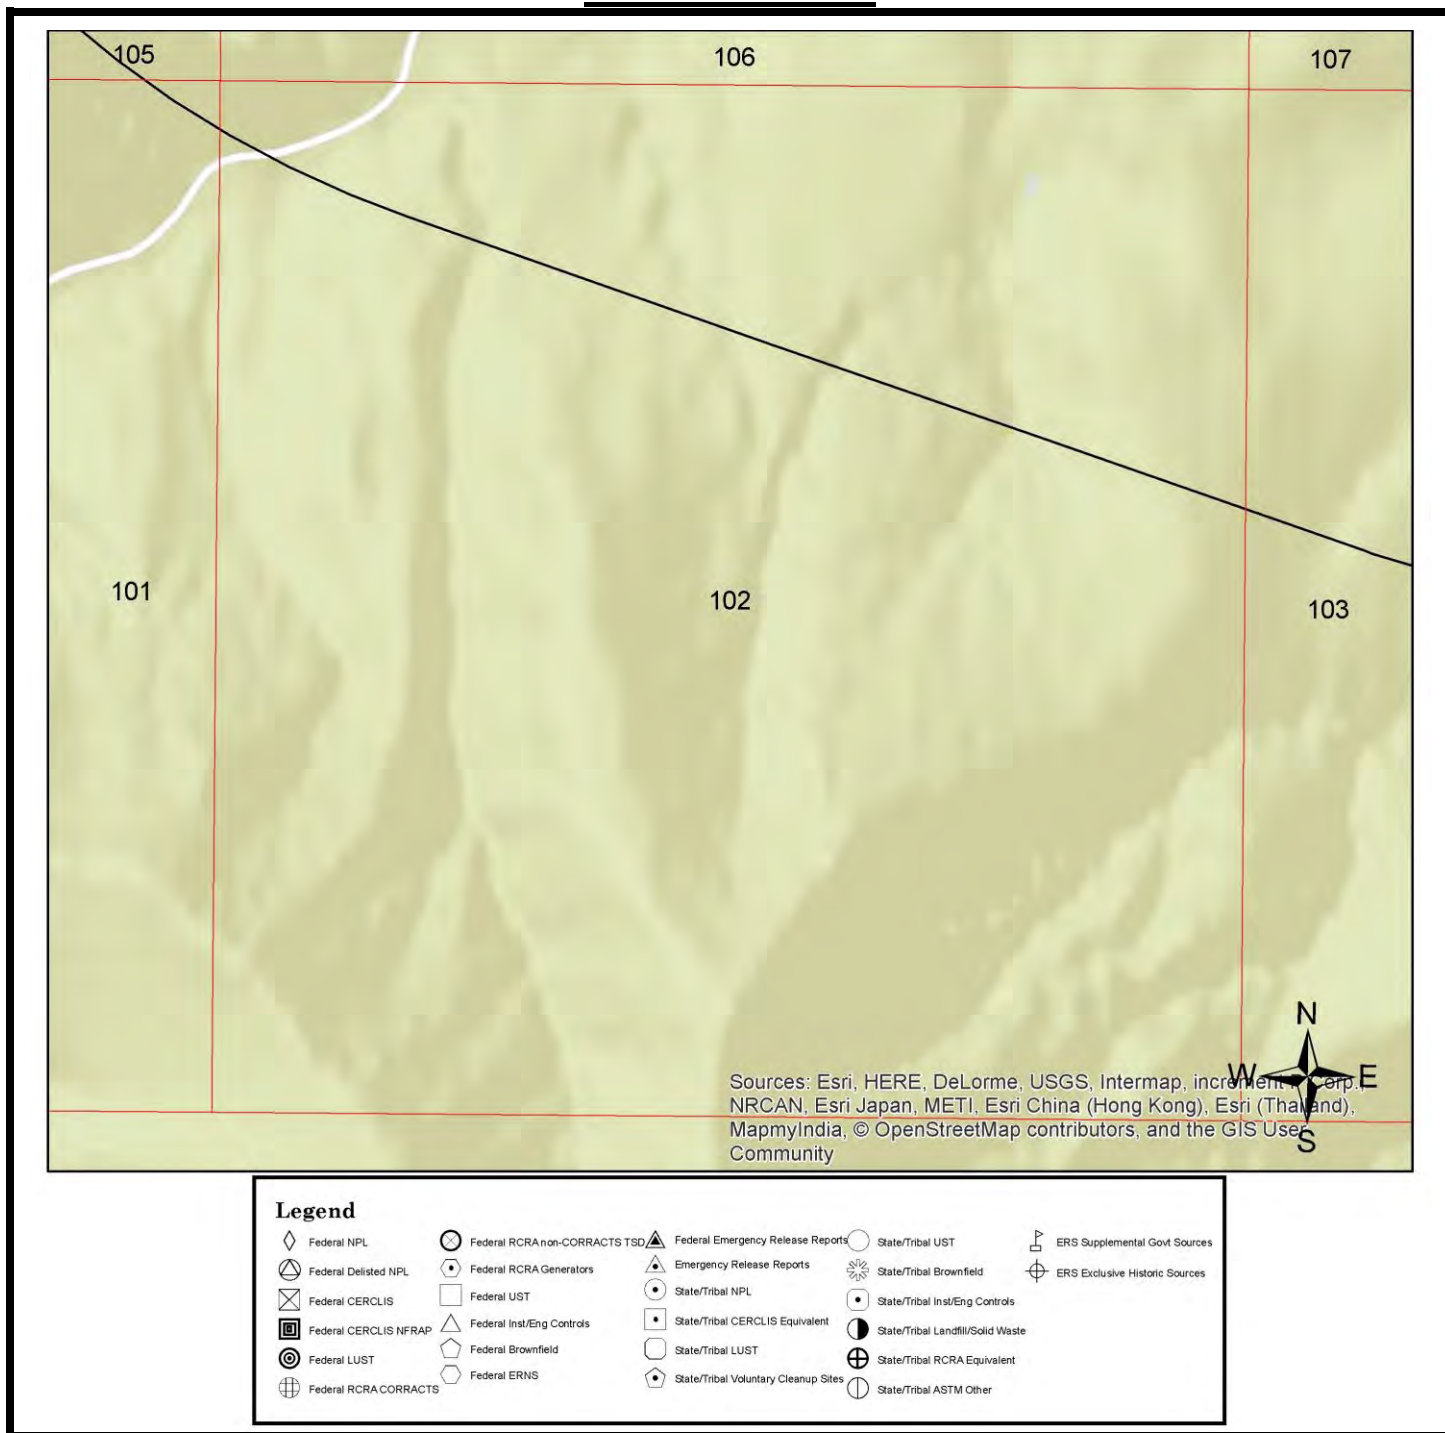 105
106
107
101
102
103
N
W
E
S
Sources: Esri, HERE, DeLorme, USGS, Intermap, increment P Corp.,
NRCAN, Esri Japan, METI, Esri China (Hong Kong), Esri (Thailand),
MapmyIndia, © OpenStreetMap contributors, and the GIS User
Community
Legend
Federal NPL
Federal Delisted NPL
Federal CERCLIS
Federal CERCLIS NFRAP
Federal LUST
Federal RCRA CORRACTS
Federal RCRA non-CORRACTS TSD
Federal RCRA Generators
Federal UST
Federal Inst/Eng Controls
Federal Brownfield
Federal ERNS
Federal Emergency Release Reports
Emergency Release Reports
State/Tribal NPL
State/Tribal CERCLIS Equivalent
State/Tribal LUST
State/Tribal Voluntary Cleanup Sites
State/Tribal UST
State/Tribal Brownfield
State/Tribal Inst/Eng Controls
State/Tribal Landfill/Solid Waste
State/Tribal RCRA Equivalent
State/Tribal ASTM Other
ERS Supplemental Govt Sources
ERS Exclusive Historic Sources